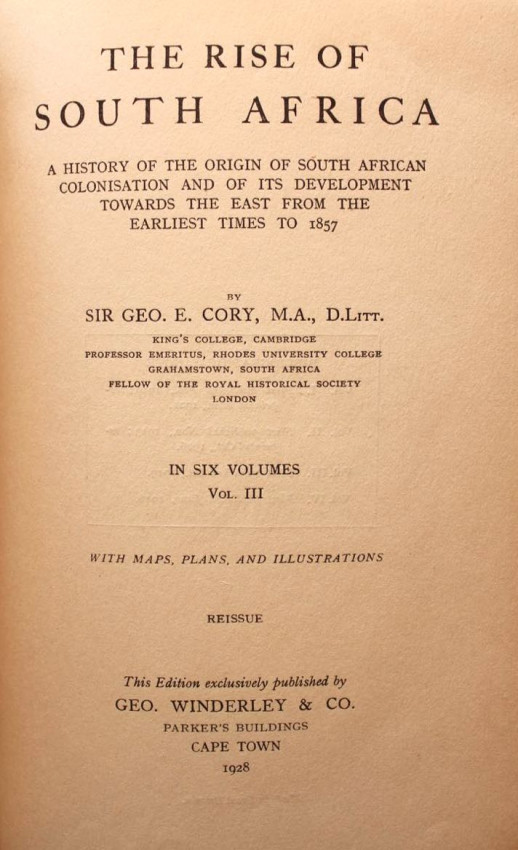 THE RISE OF
SOUTH AFRICA
A HISTORY OF THE ORIGIN OF SOUTH AFRICAN
COLONISATION AND OF ITS DEVELOPMENT
TOWARDS THE EAST FROM THE
EARLIEST TIMES TO 1857
BY
SIR GEO. E. CORY, M.A., D.LITT.
KING'S COLLEGE, CAMBRIDGE
PROFESSOR EMERITUS, RHODES UNIVERSITY COLLEGE
GRAHAMSTOWN, SOUTH AFRICA
FELLOW OF THE ROYAL HISTORICAL SOCIETY
LONDON
IN SIX VOLUMES
VOL. III
WITH MAPS, PLANS, AND ILLUSTRATIONS
REISSUE
This Edition exclusively published by
GEO. WINDERLEY & CO.
PARKER'S BUILDINGS
CAPE TOWN
1928